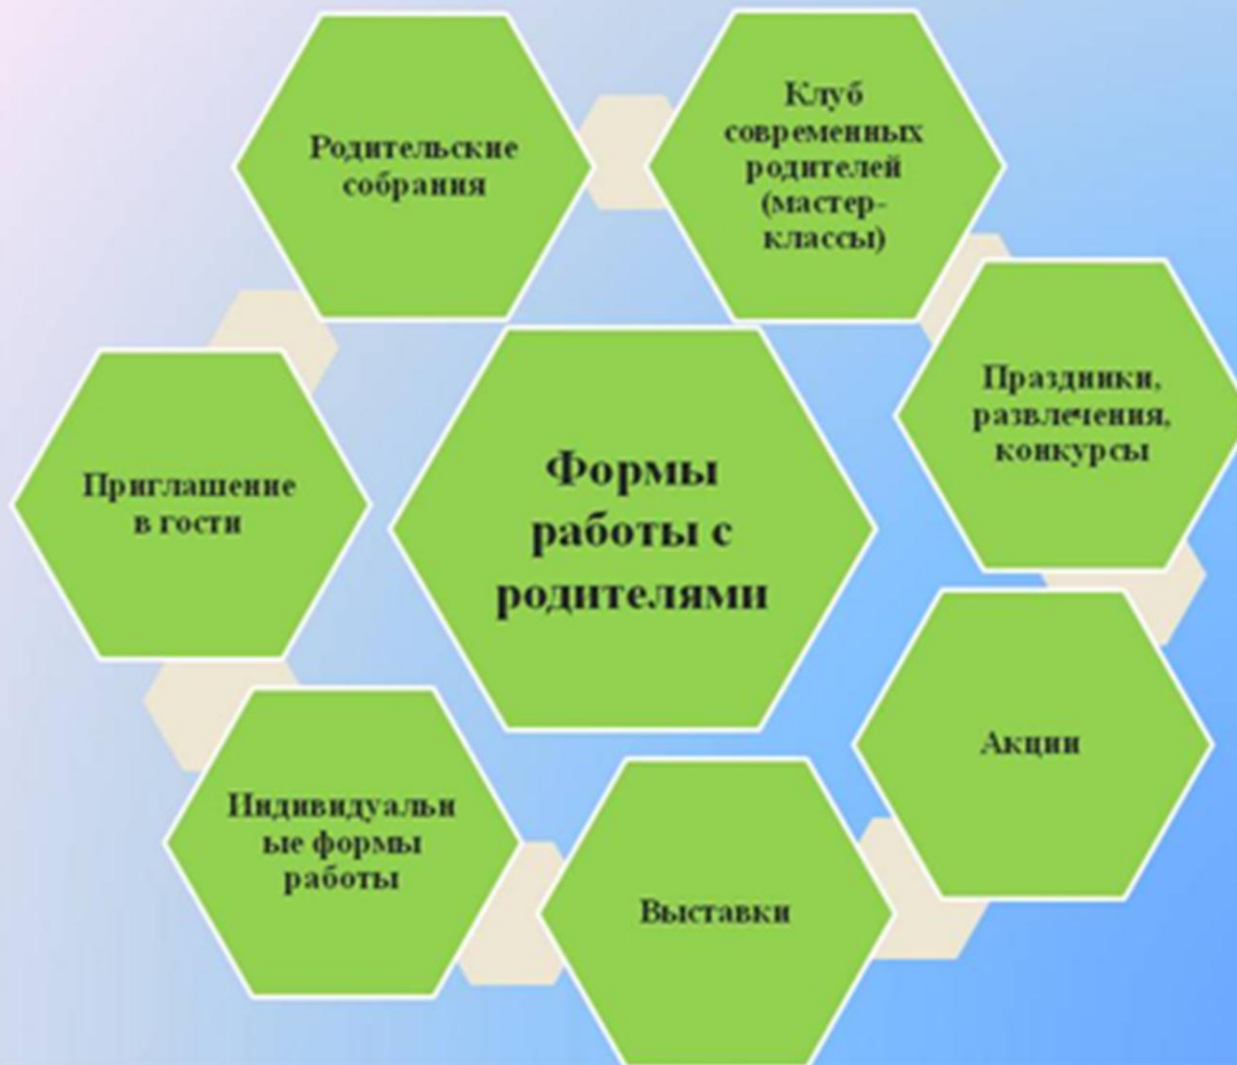 Родительские
собрания
Клуб
современных
родителей
(мастер-
классы)
Праздники,
развлечения,
конкурсы
Приглашение
в гости
Формы
работы с
родителями
Акции
Индивидуальн
ые формы
работы
Выставки